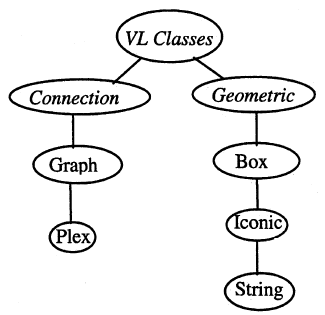 VL Classes
Connection
Geometric
Graph
Box
Plex
Iconic
String